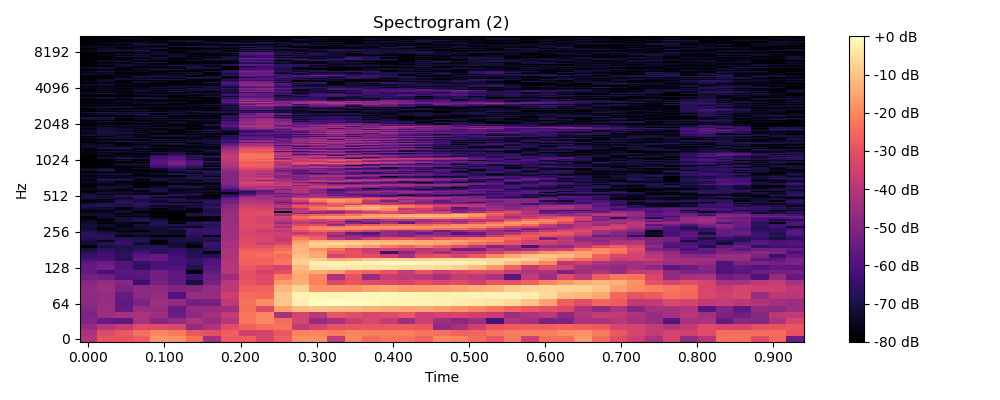 Spectrogram (2)
8192
4096
2048
1024
512
256
128
64
0
Hz
0.000 0.100 0.200 0.300 0.400 0.500 0.600 0.700 0.800 0.900
Time
+0 dB
-10 dB
-20 dB
-30 dB
-40 dB
-50 dB
-60 dB
-70 dB
-80 dB